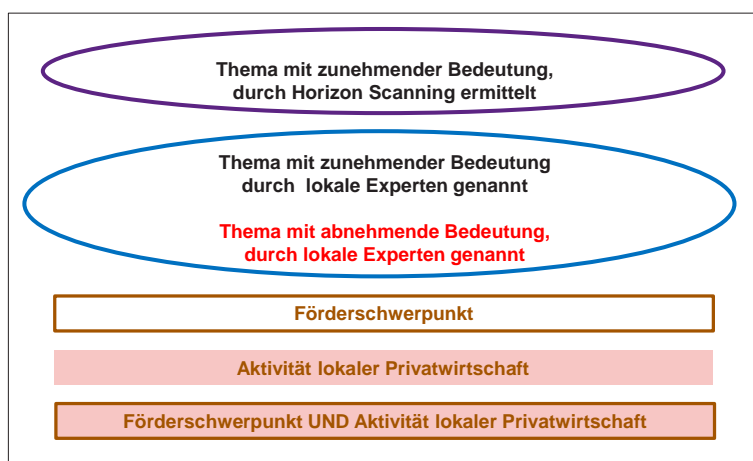 Thema mit zunehmender Bedeutung,
durch Horizon Scanning ermittelt
Thema mit zunehmender Bedeutung
durch lokale Experten genannt
Thema mit abnehmende Bedeutung,
durch lokale Experten genannt
Förderschwerpunkt
Aktivität lokaler Privatwirtschaft
Förderschwerpunkt UND Aktivität lokaler Privatwirtschaft